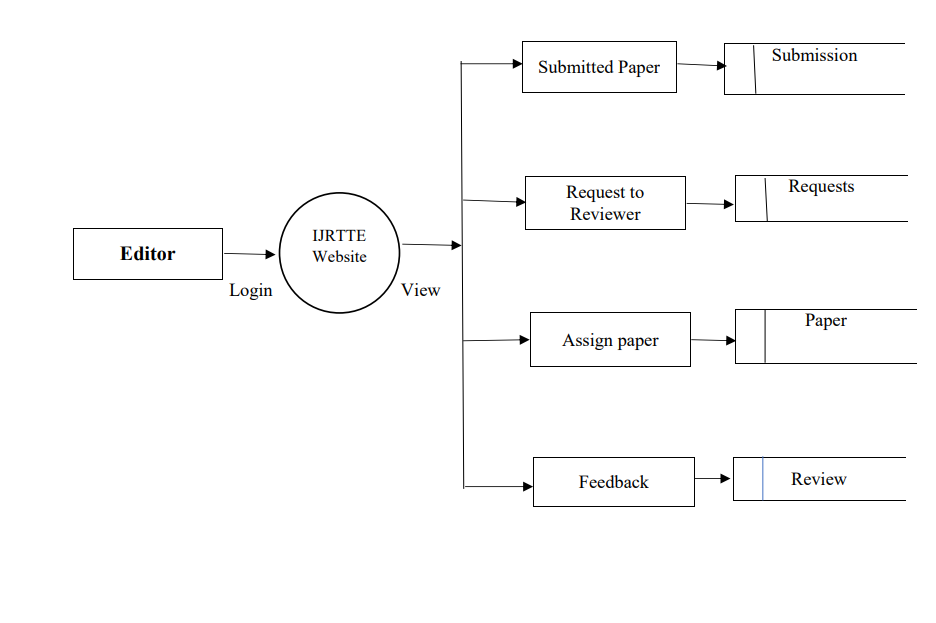 Submitted Paper
Submission
Request to
Reviewer
Requests
Editor
Login
IJRTTE
Website
View
Assign paper
Paper
Feedback
Review